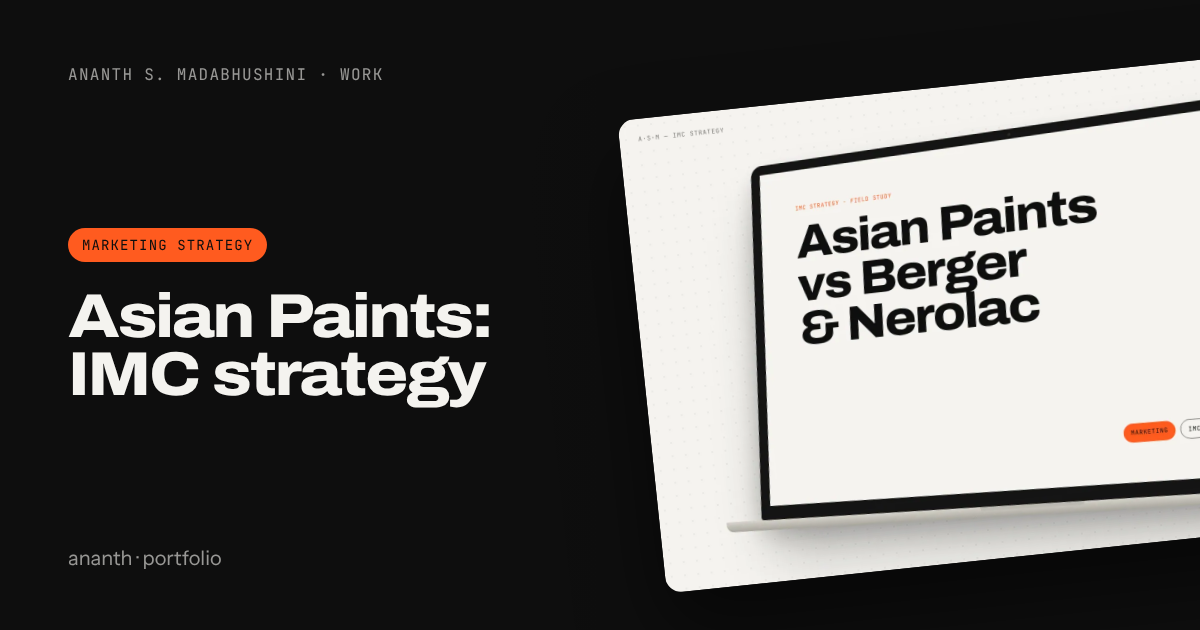 ANANTH S. MADABHUSHINI · WORK
MARKETING STRATEGY
Asian Paints:
IMC strategy
ananth·portfolio
A·S·M — IMC STRATEGY
IMC STRATEGY · FIELD STUDY
Asian Paints
vs Berger
& Nerolac
MARKETING
IMC